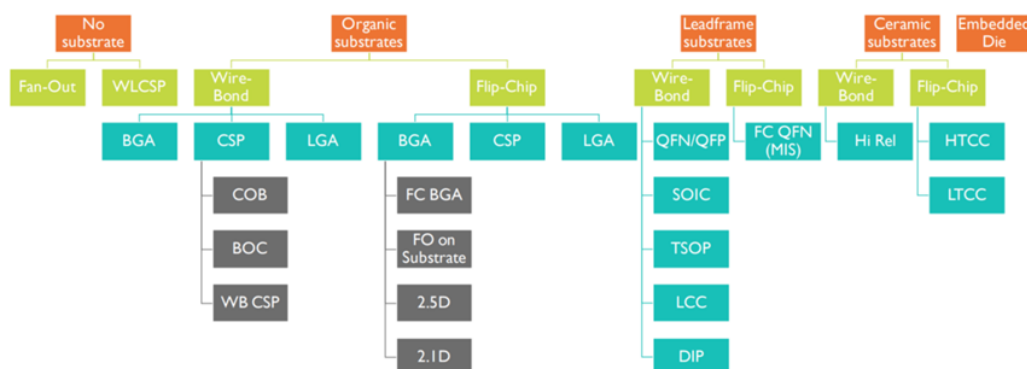 No
substrate
Organic
substrates
Leadframe
substrates
Ceramic
substrates
Embedded
Die
Fan-Out
WLCSP
Wire-
Bond
Flip-Chip
Wire-
Bond
Flip-Chip
Wire-
Bond
Flip-Chip
BGA
CSP
LGA
BGA
CSP
LGA
QFN/QFP
FC QFN
(MIS)
Hi Rel
HTCC
COB
FC BGA
SOIC
LTCC
BOC
FO on
Substrate
TSOP
WB CSP
2.5D
LCC
2.1D
DIP